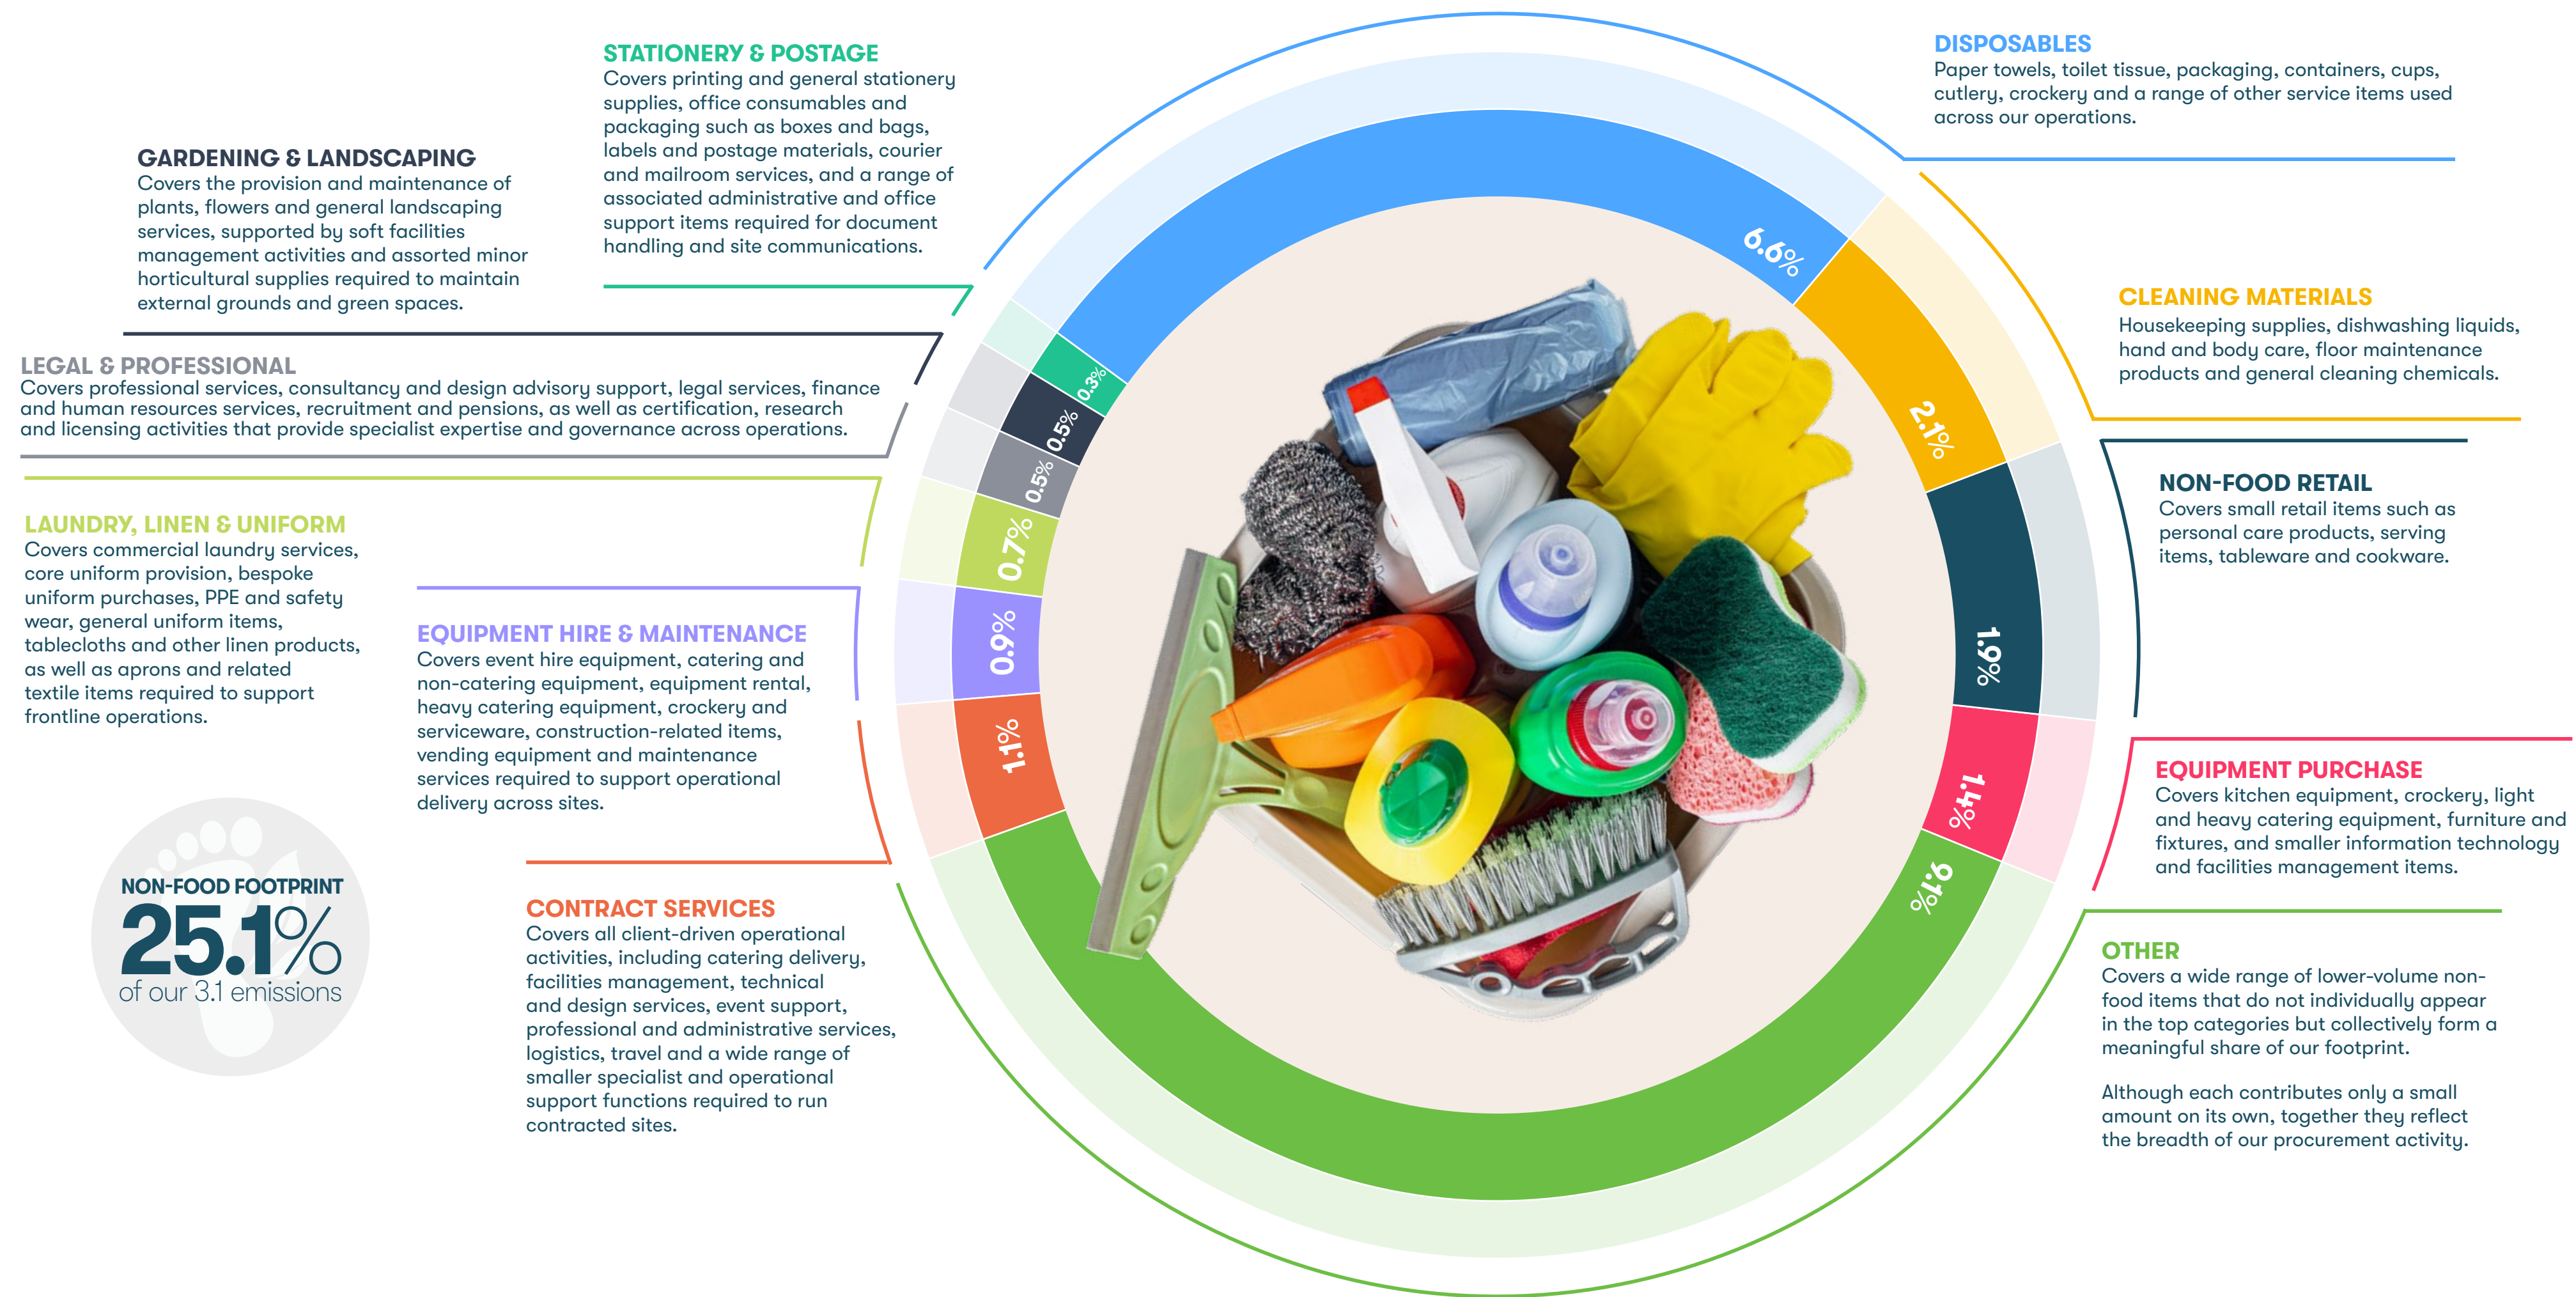 STATIONERY & POSTAGE
Covers printing and general stationery
supplies, office consumables and
packaging such as boxes and bags,
labels and postage materials, courier
and mailroom services, and a range of
associated administrative and office
support items required for document
handling and site communications.
GARDENING & LANDSCAPING
Covers the provision and maintenance of
plants, flowers and general landscaping
services, supported by soft facilities
management activities and assorted minor
horticultural supplies required to maintain
external grounds and green spaces.
LEGAL & PROFESSIONAL
Covers professional services, consultancy and design advisory support, legal services, finance
and human resources services, recruitment and pensions, as well as certification, research
and licensing activities that provide specialist expertise and governance across operations.
LAUNDRY, LINEN & UNIFORM
Covers commercial laundry services,
core uniform provision, bespoke
uniform purchases, PPE and safety
wear, general uniform items,
tablecloths and other linen products,
as well as aprons and related
textile items required to support
frontline operations.
EQUIPMENT HIRE & MAINTENANCE
Covers event hire equipment, catering and
non-catering equipment, equipment rental,
heavy catering equipment, crockery and
serviceware, construction-related items,
vending equipment and maintenance
services required to support operational
delivery across sites.
NON-FOOD FOOTPRINT
25.1%
of our 3.1 emissions
CONTRACT SERVICES
Covers all client-driven operational
activities, including catering delivery,
facilities management, technical
and design services, event support,
professional and administrative services,
logistics, travel and a wide range of
smaller specialist and operational
support functions required to run
contracted sites.
6.6%
2.1%
1.9%
1.4%
9.1%
1.1%
0.9%
0.7%
0.5%
0.5%
0.3%
DISPOSABLES
Paper towels, toilet tissue, packaging, containers, cups,
cutlery, crockery and a range of other service items used
across our operations.
CLEANING MATERIALS
Housekeeping supplies, dishwashing liquids,
hand and body care, floor maintenance
products and general cleaning chemicals.
NON-FOOD RETAIL
Covers small retail items such as
personal care products, serving
items, tableware and cookware.
EQUIPMENT PURCHASE
Covers kitchen equipment, crockery, light
and heavy catering equipment, furniture and
fixtures, and smaller information technology
and facilities management items.
OTHER
Covers a wide range of lower-volume non-
food items that do not individually appear
in the top categories but collectively form a
meaningful share of our footprint.
Although each contributes only a small
amount on its own, together they reflect
the breadth of our procurement activity.